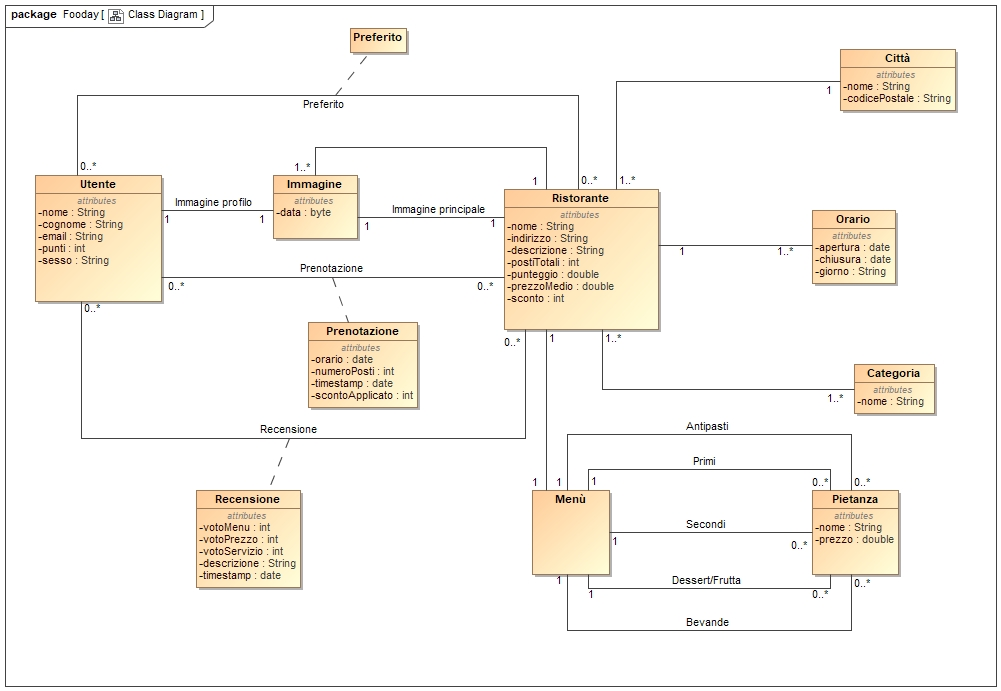 package Fooday [ Class Diagram ]
Preferito
Preferito
0..*
1..*
1
0..*
1..*
1
Città
attributes
-nome : String
-codicePostale : String
Utente
attributes
-nome : String
-cognome : String
-email : String
-punti : int
-sesso : String
Immagine profilo
1
1
Immagine
attributes
-data : byte
Immagine principale
1
1
Ristorante
attributes
-nome : String
-indirizzo : String
-descrizione : String
-postiTotali : int
-punteggio : double
-prezzoMedio : double
-sconto : int
1
1..*
Orario
attributes
-apertura : date
-chiusura : date
-giorno : String
Prenotazione
0..*
0..*
Prenotazione
attributes
-orario : date
-numeroPosti : int
-timestamp : date
-scontoApplicato : int
0..*
0..*
1
1..*
1..*
Categoria
attributes
-nome : String
Recensione
Recensione
attributes
-votoMenu : int
-votoPrezzo : int
-votoServizio : int
-descrizione : String
-timestamp : date
Antipasti
Primi
1
1
1
0..*
0..*
Menù
Secondi
1
0..*
Pietanza
attributes
-nome : String
-prezzo : double
1
Dessert/Frutta
0..*
1
0..*
Bevande